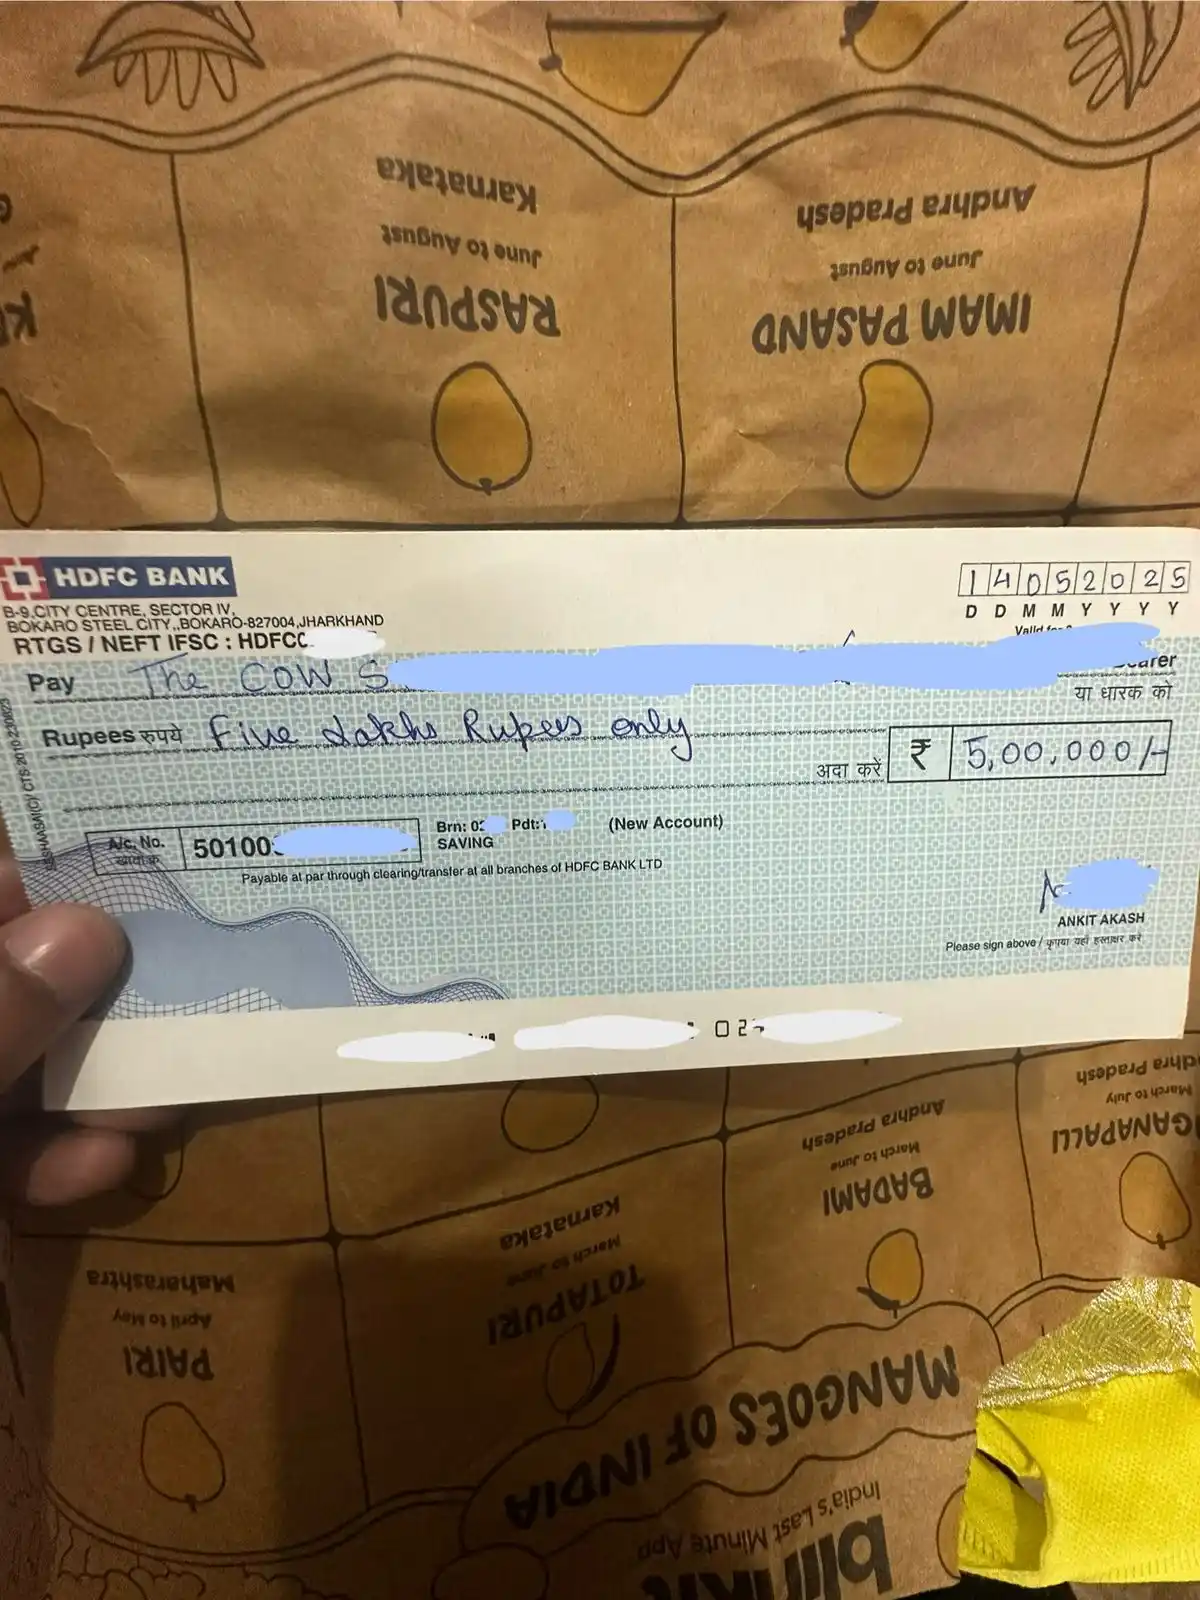 Karnataka
June to August
RASPURI
Andhra Pradesh
June to August
IMAM PASAND
HDFC BANK
B-9,CITY CENTRE, SECTOR IV,
BOKARO STEEL CITY,,BOKARO-827004,JHARKHAND
RTGS / NEFT IFSC : HDFC
14052025
D D M M Y Y Y Y
Pay The COW S
या धारक को
Rupees रुपये Five Lakhs Rupees only
अदा करें ₹ 5,00,000/-
A/c. No. 50100
Brn: 0 Pdt: (New Account)
SAVING
Payable at par through clearing/transfer at all branches of HDFC BANK LTD
ANKIT AKASH
Please sign above / कृपया यहाँ हस्ताक्षर करें
02
Andhra Pradesh
March to July
GANAPALLI
Andhra Pradesh
March to June
BADAMI
Karnataka
March to June
TOTAPURI
Maharashtra
April to May
PAIRI
MANGOES OF INDIA
India's Last Minute App
blinkit